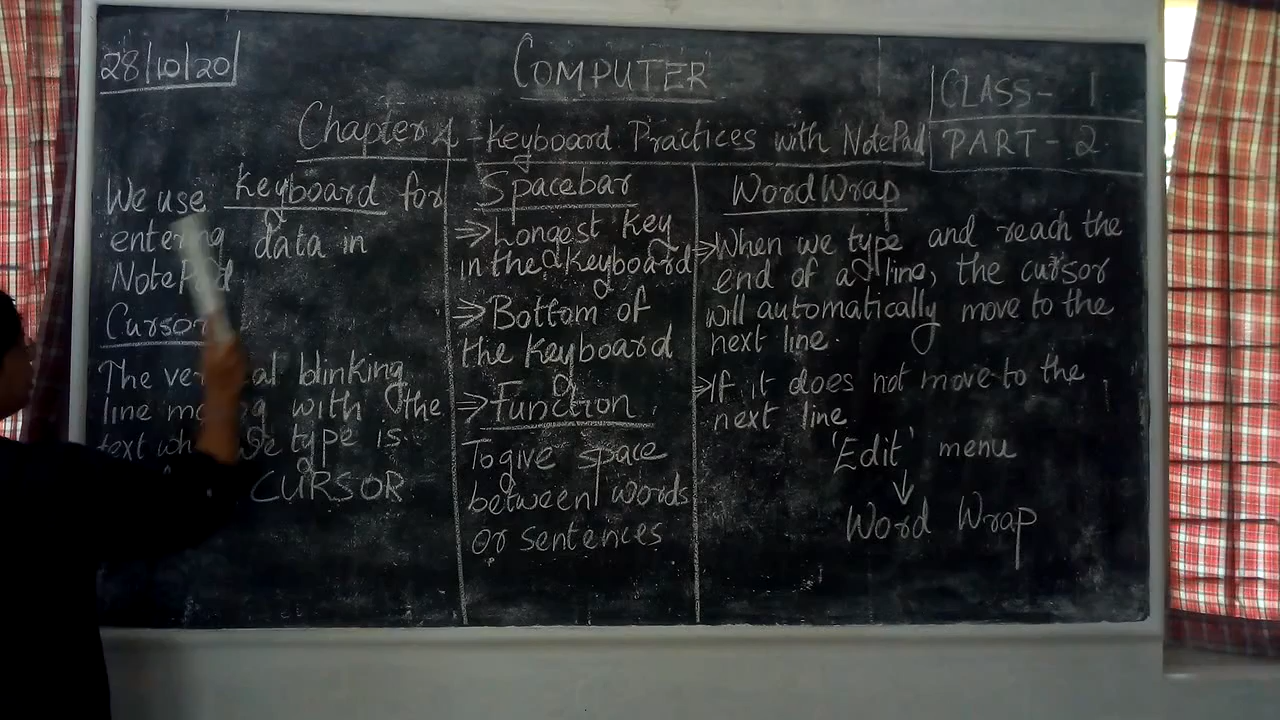 28/10/20
COMPUTER
CLASS- 1
PART-2
Chapter 4 - Keyboard Practices with NotePad
We use Keyboard for
entering data in
NotePad
Cursor
The blinking
line with the
text type is
CURSOR
Spacebar
⇒ Longest key
in the keyboard
⇒ Bottom of
the keyboard
⇒ Function
To give space
between words
or sentences
WordWrap
⇒ When we type and reach the
end of a line, the cursor
will automatically move to the
next line.
⇒ If it does not move to the
next line
'Edit' menu
↓
Word Wrap